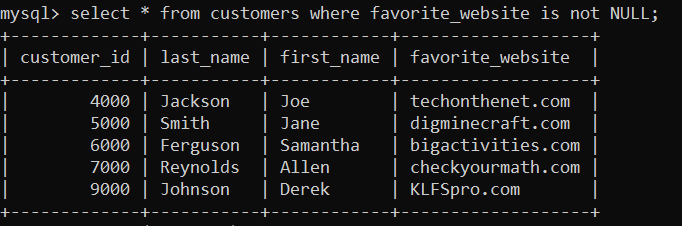 mysql> select * from customers where favorite_website is not NULL;
+-------------+-----------+------------+--------------------+
| customer_id | last_name | first_name | favorite_website   |
+-------------+-----------+------------+--------------------+
|        4000 | Jackson   | Joe        | techonthenet.com   |
|        5000 | Smith     | Jane       | digminecraft.com   |
|        6000 | Ferguson  | Samantha   | bigactivities.com  |
|        7000 | Reynolds  | Allen      | checkyourmath.com  |
|        9000 | Johnson   | Derek      | KLFSpro.com        |
+-------------+-----------+------------+--------------------+